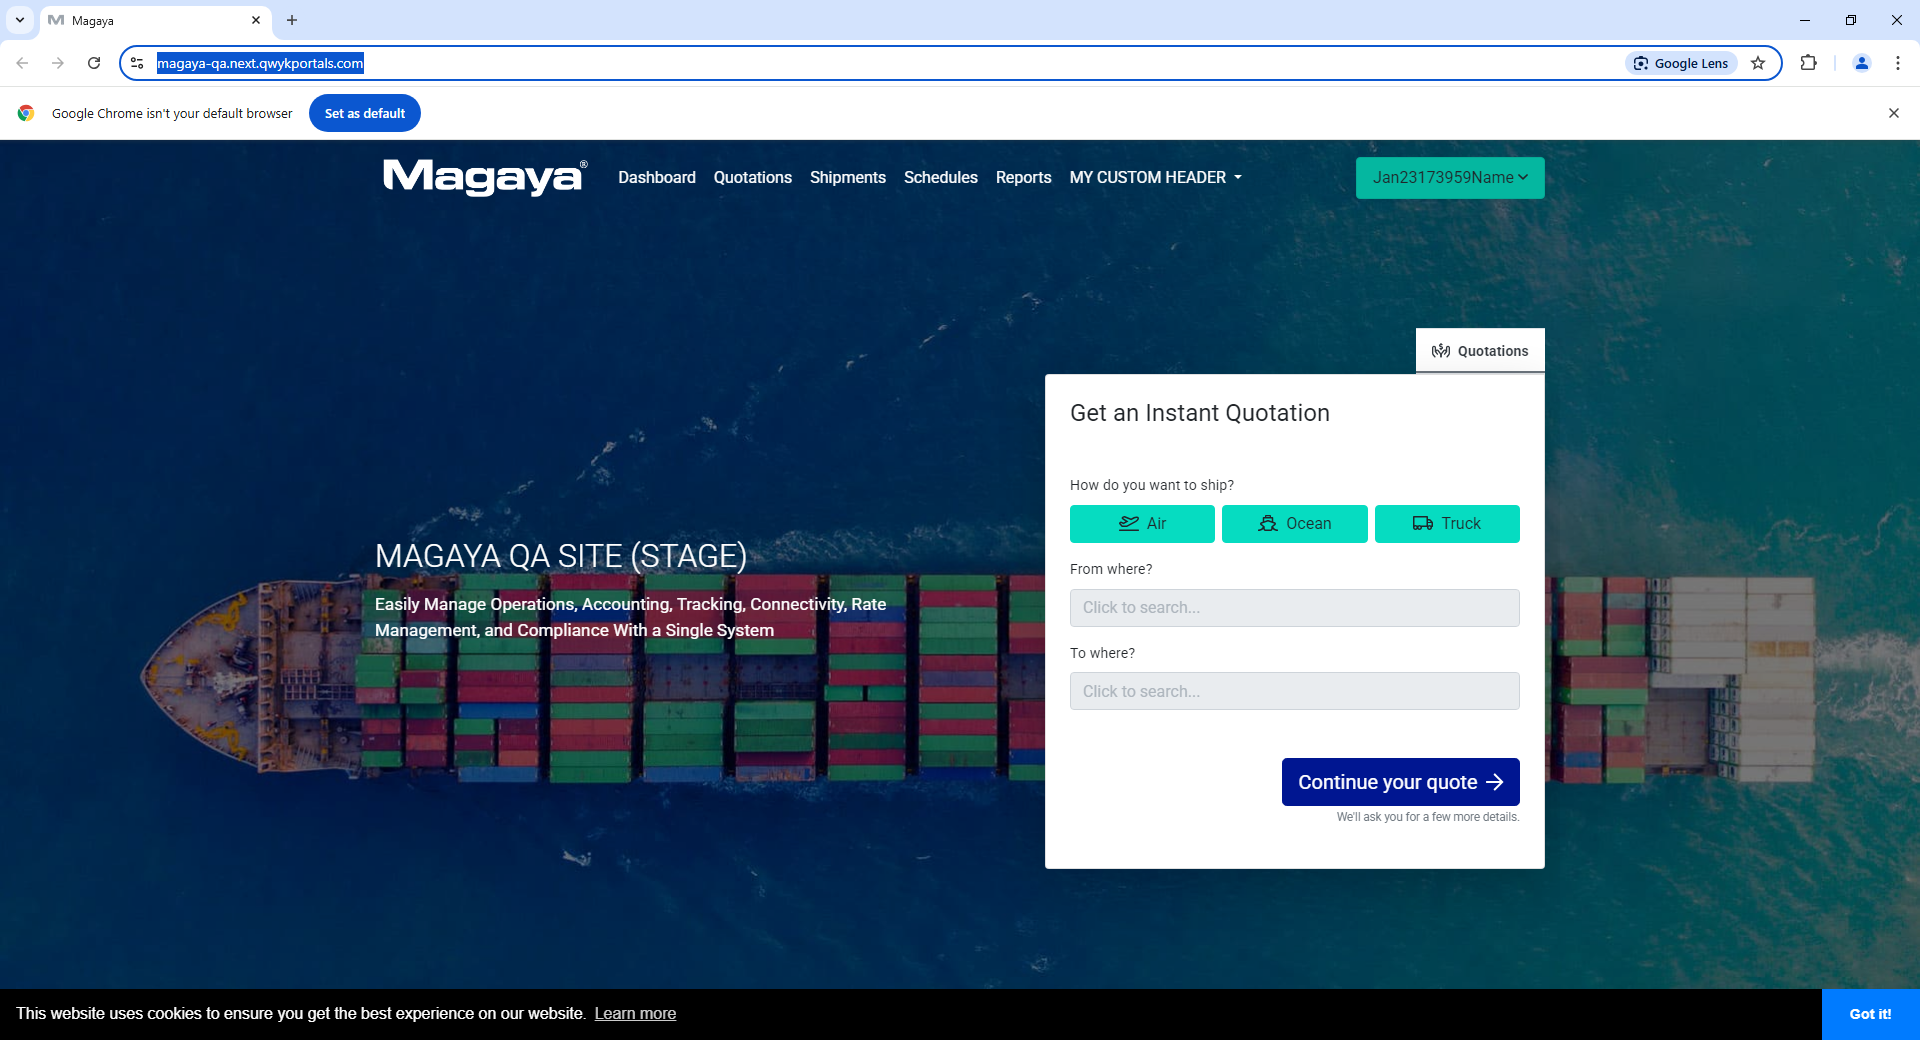 Magaya
magaya-qa.next.qwykportals.com
Google Lens
Google Chrome isn't your default browser
Set as default
Magaya®
Dashboard
Quotations
Shipments
Schedules
Reports
MY CUSTOM HEADER
Jan23173959Name
Quotations
Get an Instant Quotation
How do you want to ship?
Air
Ocean
Truck
From where?
Click to search...
To where?
Click to search...
Continue your quote
We'll ask you for a few more details.
MAGAYA QA SITE (STAGE)
Easily Manage Operations, Accounting, Tracking, Connectivity, Rate
Management, and Compliance With a Single System
This website uses cookies to ensure you get the best experience on our website. Learn more
Got it!